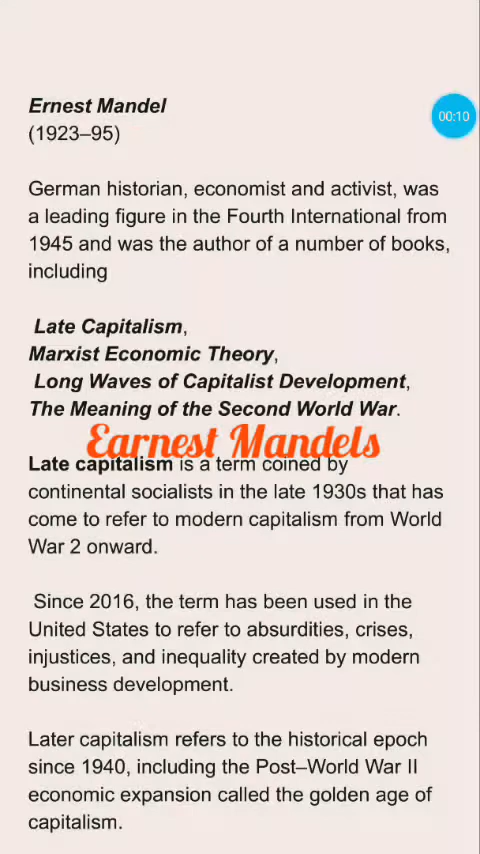 Ernest Mandel
(1923–95)
00:10
German historian, economist and activist, was
a leading figure in the Fourth International from
1945 and was the author of a number of books,
including
Late Capitalism,
Marxist Economic Theory,
Long Waves of Capitalist Development,
The Meaning of the Second World War.
Earnest Mandels
Late capitalism is a term coined by
continental socialists in the late 1930s that has
come to refer to modern capitalism from World
War 2 onward.
Since 2016, the term has been used in the
United States to refer to absurdities, crises,
injustices, and inequality created by modern
business development.
Later capitalism refers to the historical epoch
since 1940, including the Post–World War II
economic expansion called the golden age of
capitalism.